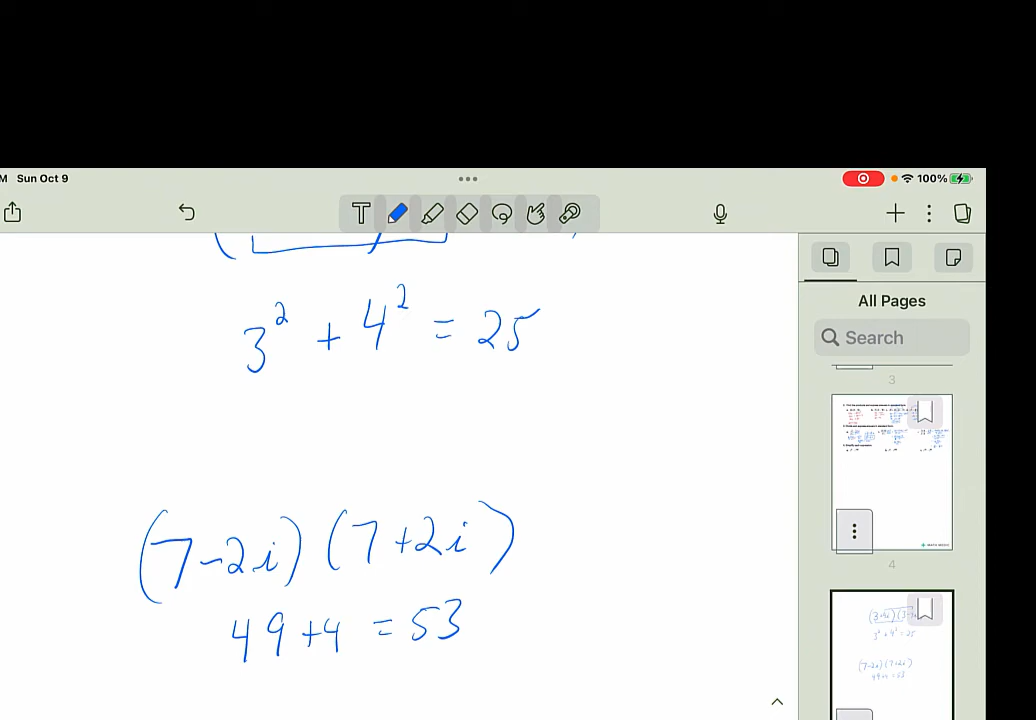 M Sun Oct 9
100%
T
All Pages
Search
3² + 4² = 25
3
4
(7-2i) (7+2i)
49+4 = 53